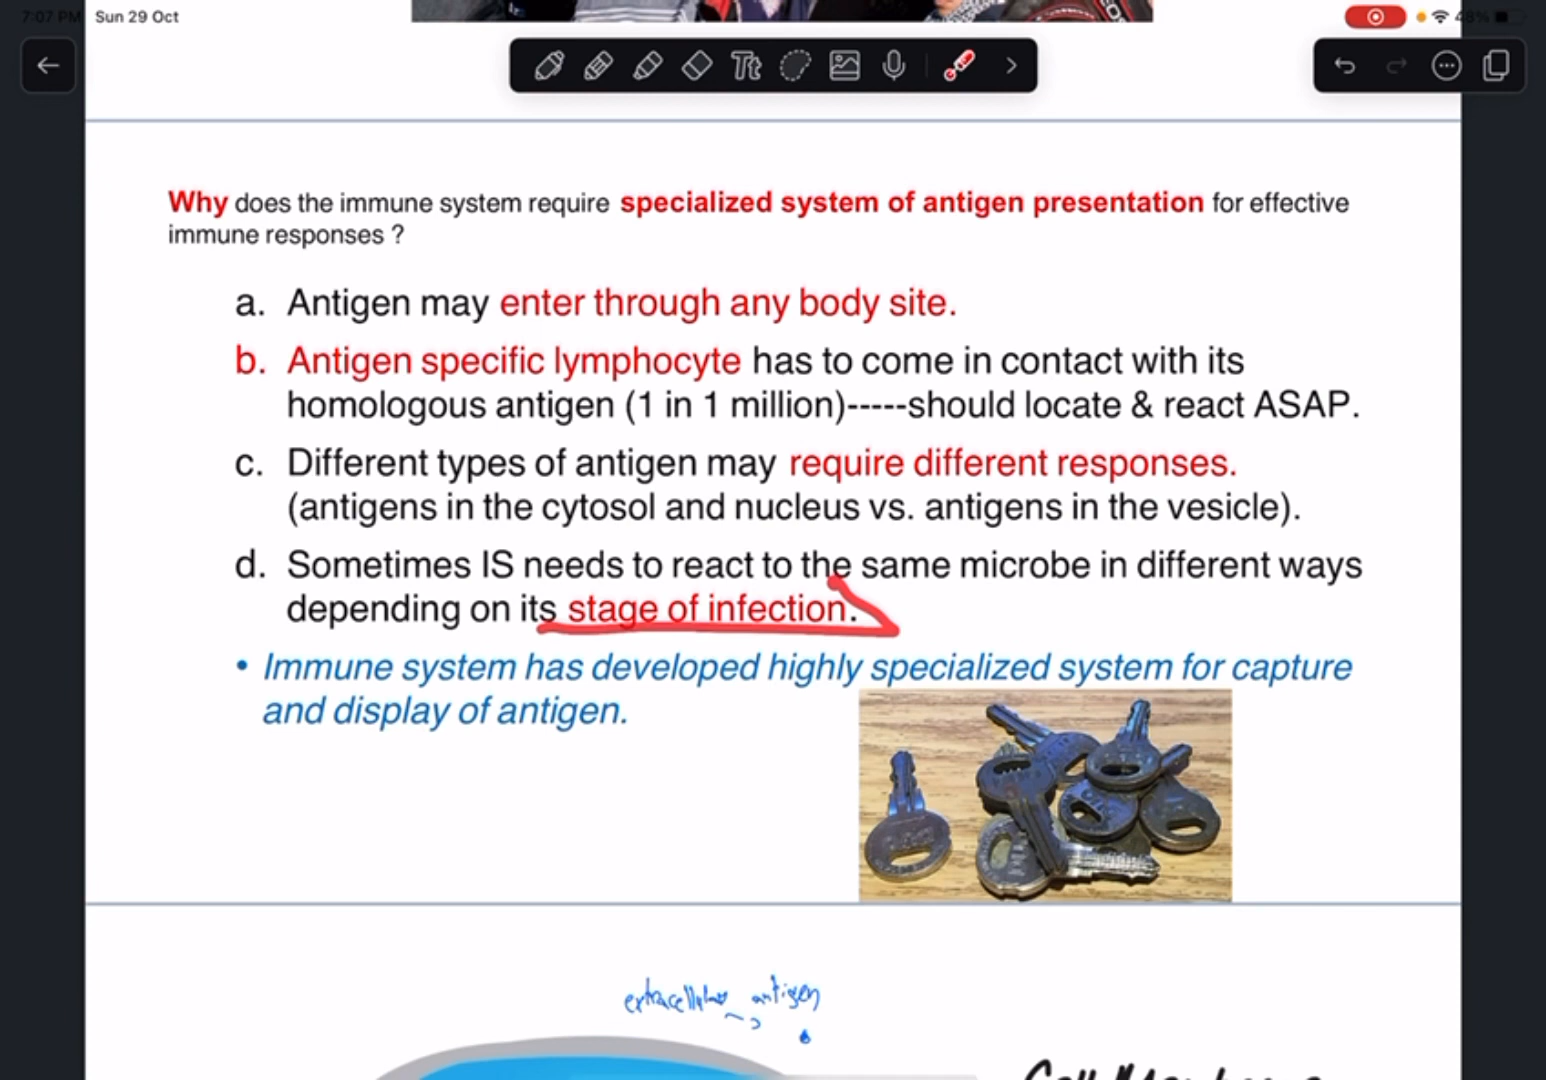 7:07 PM Sun 29 Oct
48%
Tt
Why does the immune system require specialized system of antigen presentation for effective
immune responses ?
a. Antigen may enter through any body site.
b. Antigen specific lymphocyte has to come in contact with its
homologous antigen (1 in 1 million)-----should locate & react ASAP.
c. Different types of antigen may require different responses.
(antigens in the cytosol and nucleus vs. antigens in the vesicle).
d. Sometimes IS needs to react to the same microbe in different ways
depending on its stage of infection.
• Immune system has developed highly specialized system for capture
and display of antigen.
extracellular antigen